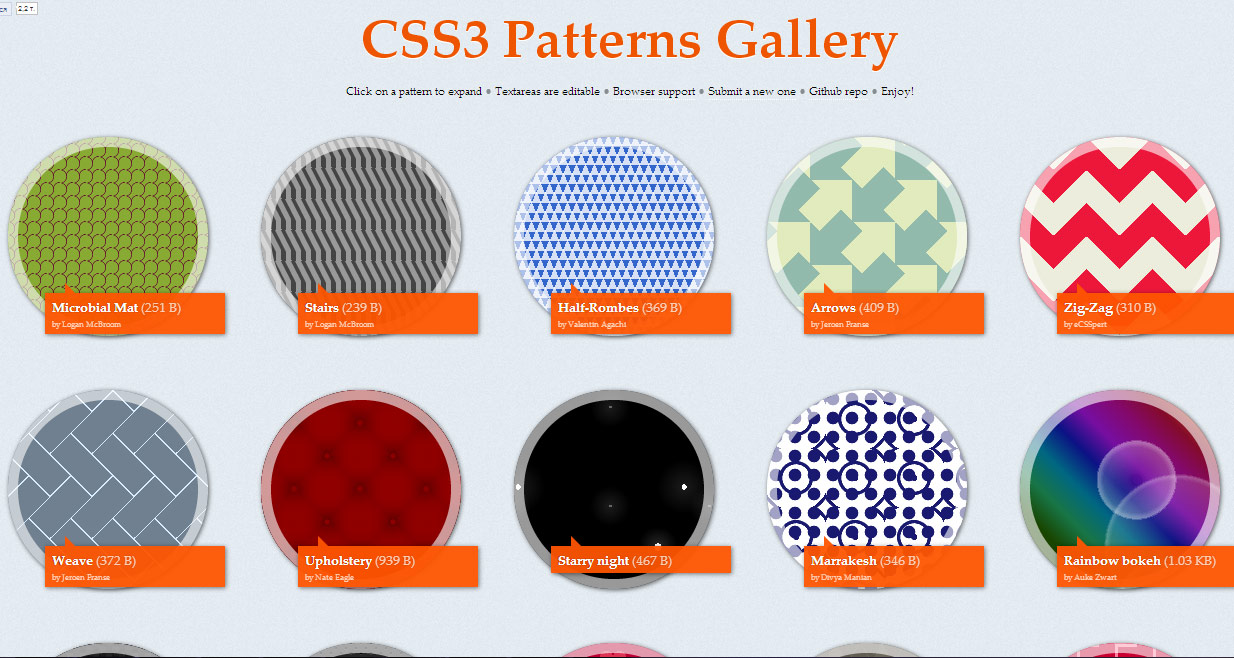 2,2 т.
CSS3 Patterns Gallery
Click on a pattern to expand • Textareas are editable • Browser support • Submit a new one • Github repo • Enjoy!
Microbial Mat (251 B)
by Logan McBroom
Stairs (239 B)
by Logan McBroom
Half-Rombes (369 B)
by Valentin Agachi
Arrows (409 B)
by Jeroen Franse
Zig-Zag (310 B)
by eCSSpert
Weave (372 B)
by Jeroen Franse
Upholstery (939 B)
by Nate Eagle
Starry night (467 B)
Marrakesh (346 B)
by Divya Manian
Rainbow bokeh (1.03 KB)
by Auke Zwart